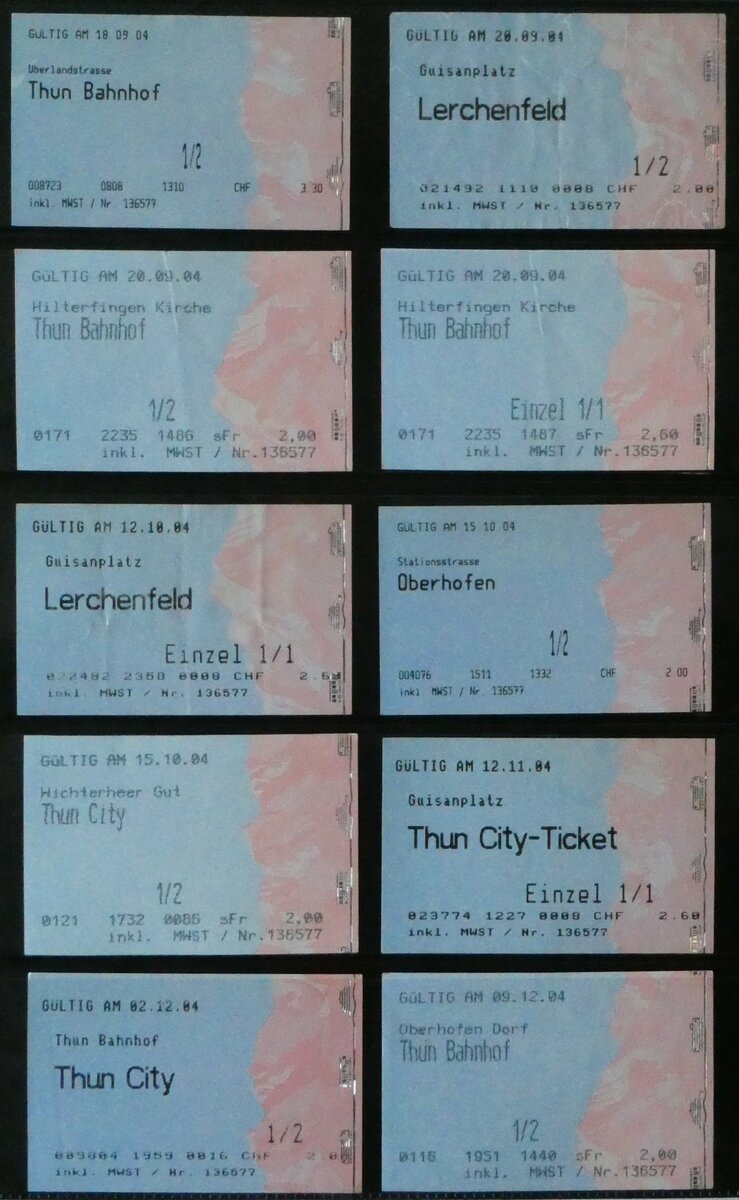 GüLTIG AM 18 09 04
Überlandstrasse
Thun Bahnhof
1/2
008723 0808 1310 CHF 3 30
inkl. MWST / Nr 136577
GüLTIG AM 20.09.04
Guisanplatz
Lerchenfeld
1/2
021492 1110 0008 CHF 2.00
inkl. MWST / Nr. 136577
GüLTIG AM 20.09.04
Hilterfingen Kirche
Thun Bahnhof
1/2
0171 2235 1486 sFr 2,00
inkl. MWST / Nr.136577
GüLTIG AM 20.09.04
Hilterfingen Kirche
Thun Bahnhof
Einzel 1/1
0171 2235 1487 sFr 2,60
inkl. MWST / Nr.136577
GüLTIG AM 12.10.04
Guisanplatz
Lerchenfeld
Einzel 1/1
022482 2358 0008 CHF 2.60
inkl. MWST / Nr. 136577
GüLTIG AM 15 10 04
Stationsstrasse
Oberhofen
1/2
004076 1511 1332 CHF 2.00
inkl MWST / Nr. 136577
GüLTIG AM 15.10.04
Wichterheer Gut
Thun City
1/2
0121 1732 0086 sFr 2,00
inkl. MWST / Nr.136577
GüLTIG AM 12.11.04
Guisanplatz
Thun City-Ticket
Einzel 1/1
023774 1227 0008 CHF 2.60
inkl. MWST / Nr. 136577
GüLTIG AM 02.12.04
Thun Bahnhof
Thun City
1/2
009804 1959 0016 CHF 2 0
inkl. MWST / Nr. 136577
GüLTIG AM 09.12.04
Oberhofen Dorf
Thun Bahnhof
1/2
0116 1951 1440 sFr 2,00
inkl. MWST / Nr.136577